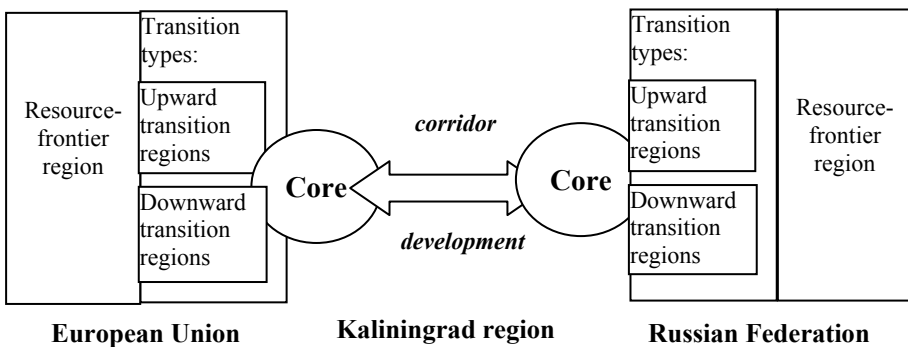 Resource-
frontier
region
Transition
types:
Upward
transition
regions
Downward
transition
regions
Core
corridor
development
Core
Transition
types:
Upward
transition
regions
Downward
transition
regions
Resource-
frontier
region
European Union
Kaliningrad region
Russian Federation